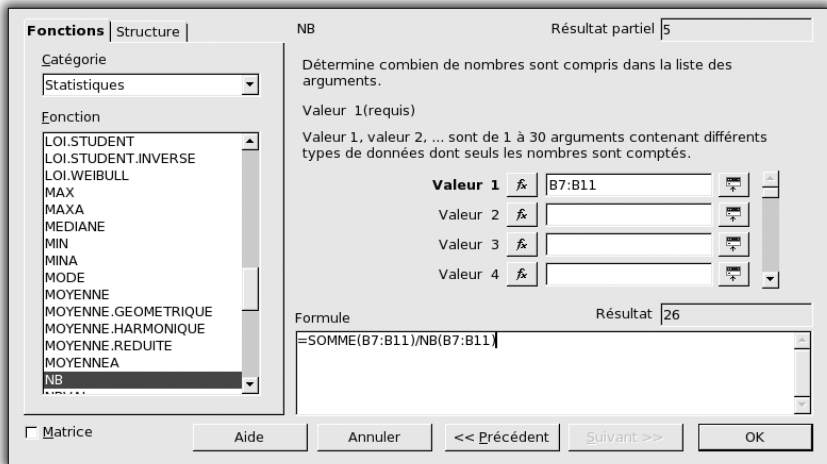 Fonctions Structure
Catégorie
Statistiques
Fonction
LOI.STUDENT
LOI.STUDENT.INVERSE
LOI.WEIBULL
MAX
MAXA
MEDIANE
MIN
MINA
MODE
MOYENNE
MOYENNE.GEOMETRIQUE
MOYENNE.HARMONIQUE
MOYENNE.REDUITE
MOYENNEA
NB
NB Résultat partiel 5
Détermine combien de nombres sont compris dans la liste des
arguments.
Valeur 1(requis)
Valeur 1, valeur 2, ... sont de 1 à 30 arguments contenant différents
types de données dont seuls les nombres sont comptés.
Valeur 1 fx B7:B11
Valeur 2 fx
Valeur 3 fx
Valeur 4 fx
Formule Résultat 26
=SOMME(B7:B11)/NB(B7:B11)
Matrice Aide Annuler << Précédent Suivant >> OK